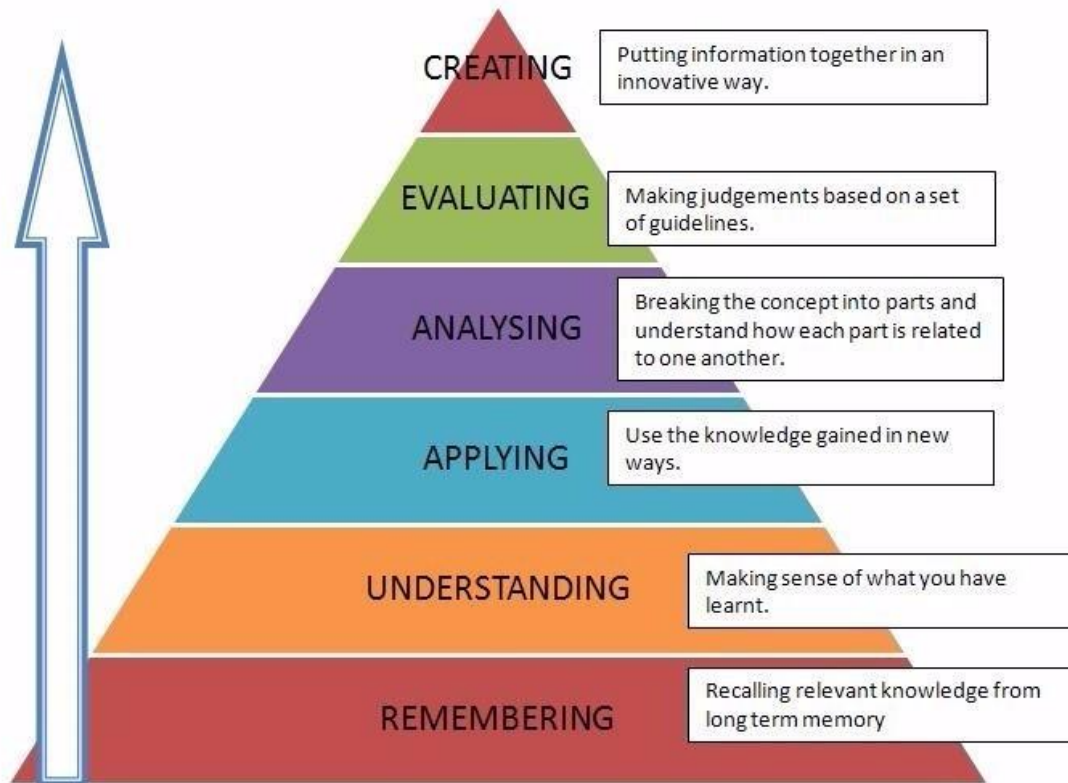 CREATING
Putting information together in an
innovative way.
EVALUATING
Making judgements based on a set
of guidelines.
ANALYSING
Breaking the concept into parts and
understand how each part is related
to one another.
APPLYING
Use the knowledge gained in new
ways.
UNDERSTANDING
Making sense of what you have
learnt.
REMEMBERING
Recalling relevant knowledge from
long term memory